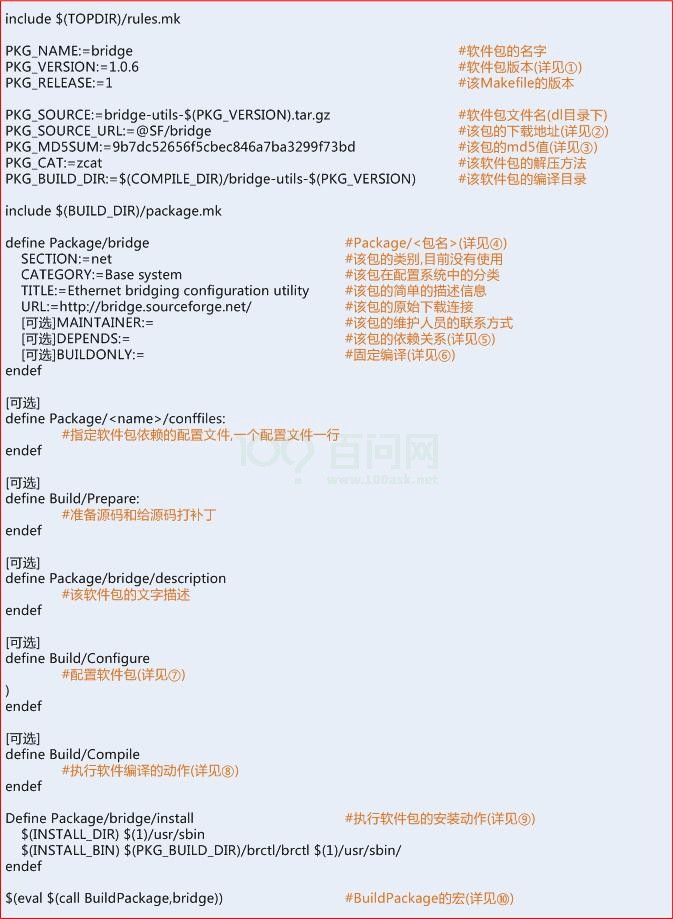 include $(TOPDIR)/rules.mk
PKG_NAME:=bridge #软件包的名字
PKG_VERSION:=1.0.6 #软件包版本(详见①)
PKG_RELEASE:=1 #该Makefile的版本
PKG_SOURCE:=bridge-utils-$(PKG_VERSION).tar.gz #软件包文件名(dl目录下)
PKG_SOURCE_URL:=@SF/bridge #该包的下载地址(详见②)
PKG_MD5SUM:=9b7dc52656f5cbec846a7ba3299f73bd #该包的md5值(详见③)
PKG_CAT:=zcat #该软件包的解压方法
PKG_BUILD_DIR:=$(COMPILE_DIR)/bridge-utils-$(PKG_VERSION) #该软件包的编译目录
include $(BUILD_DIR)/package.mk
define Package/bridge #Package/<包名>(详见④)
SECTION:=net #该包的类别,目前没有使用
CATEGORY:=Base system #该包在配置系统中的分类
TITLE:=Ethernet bridging configuration utility #该包的简单的描述信息
URL:=http://bridge.sourceforge.net/ #该包的原始下载连接
[可选]MAINTAINER:= #该包的维护人员的联系方式
[可选]DEPENDS:= #该包的依赖关系(详见⑤)
[可选]BUILDONLY:= #固定编译(详见⑥)
endef
[可选]
define Package/<name>/conffiles:
#指定软件包依赖的配置文件,一个配置文件一行
endef
100?百问网
www.100ask.net
[可选]
define Build/Prepare:
#准备源码和给源码打补丁
endef
[可选]
define Package/bridge/description
#该软件包的文字描述
endef
[可选]
define Build/Configure
#配置软件包(详见⑦)
)
endef
[可选]
define Build/Compile
#执行软件编译的动作(详见⑧)
endef
Define Package/bridge/install #执行软件包的安装动作(详见⑨)
$(INSTALL_DIR) $(1)/usr/sbin
$(INSTALL_BIN) $(PKG_BUILD_DIR)/brctl/brctl $(1)/usr/sbin/
endef
$(eval $(call BuildPackage,bridge)) #BuildPackage的宏(详见⑩)